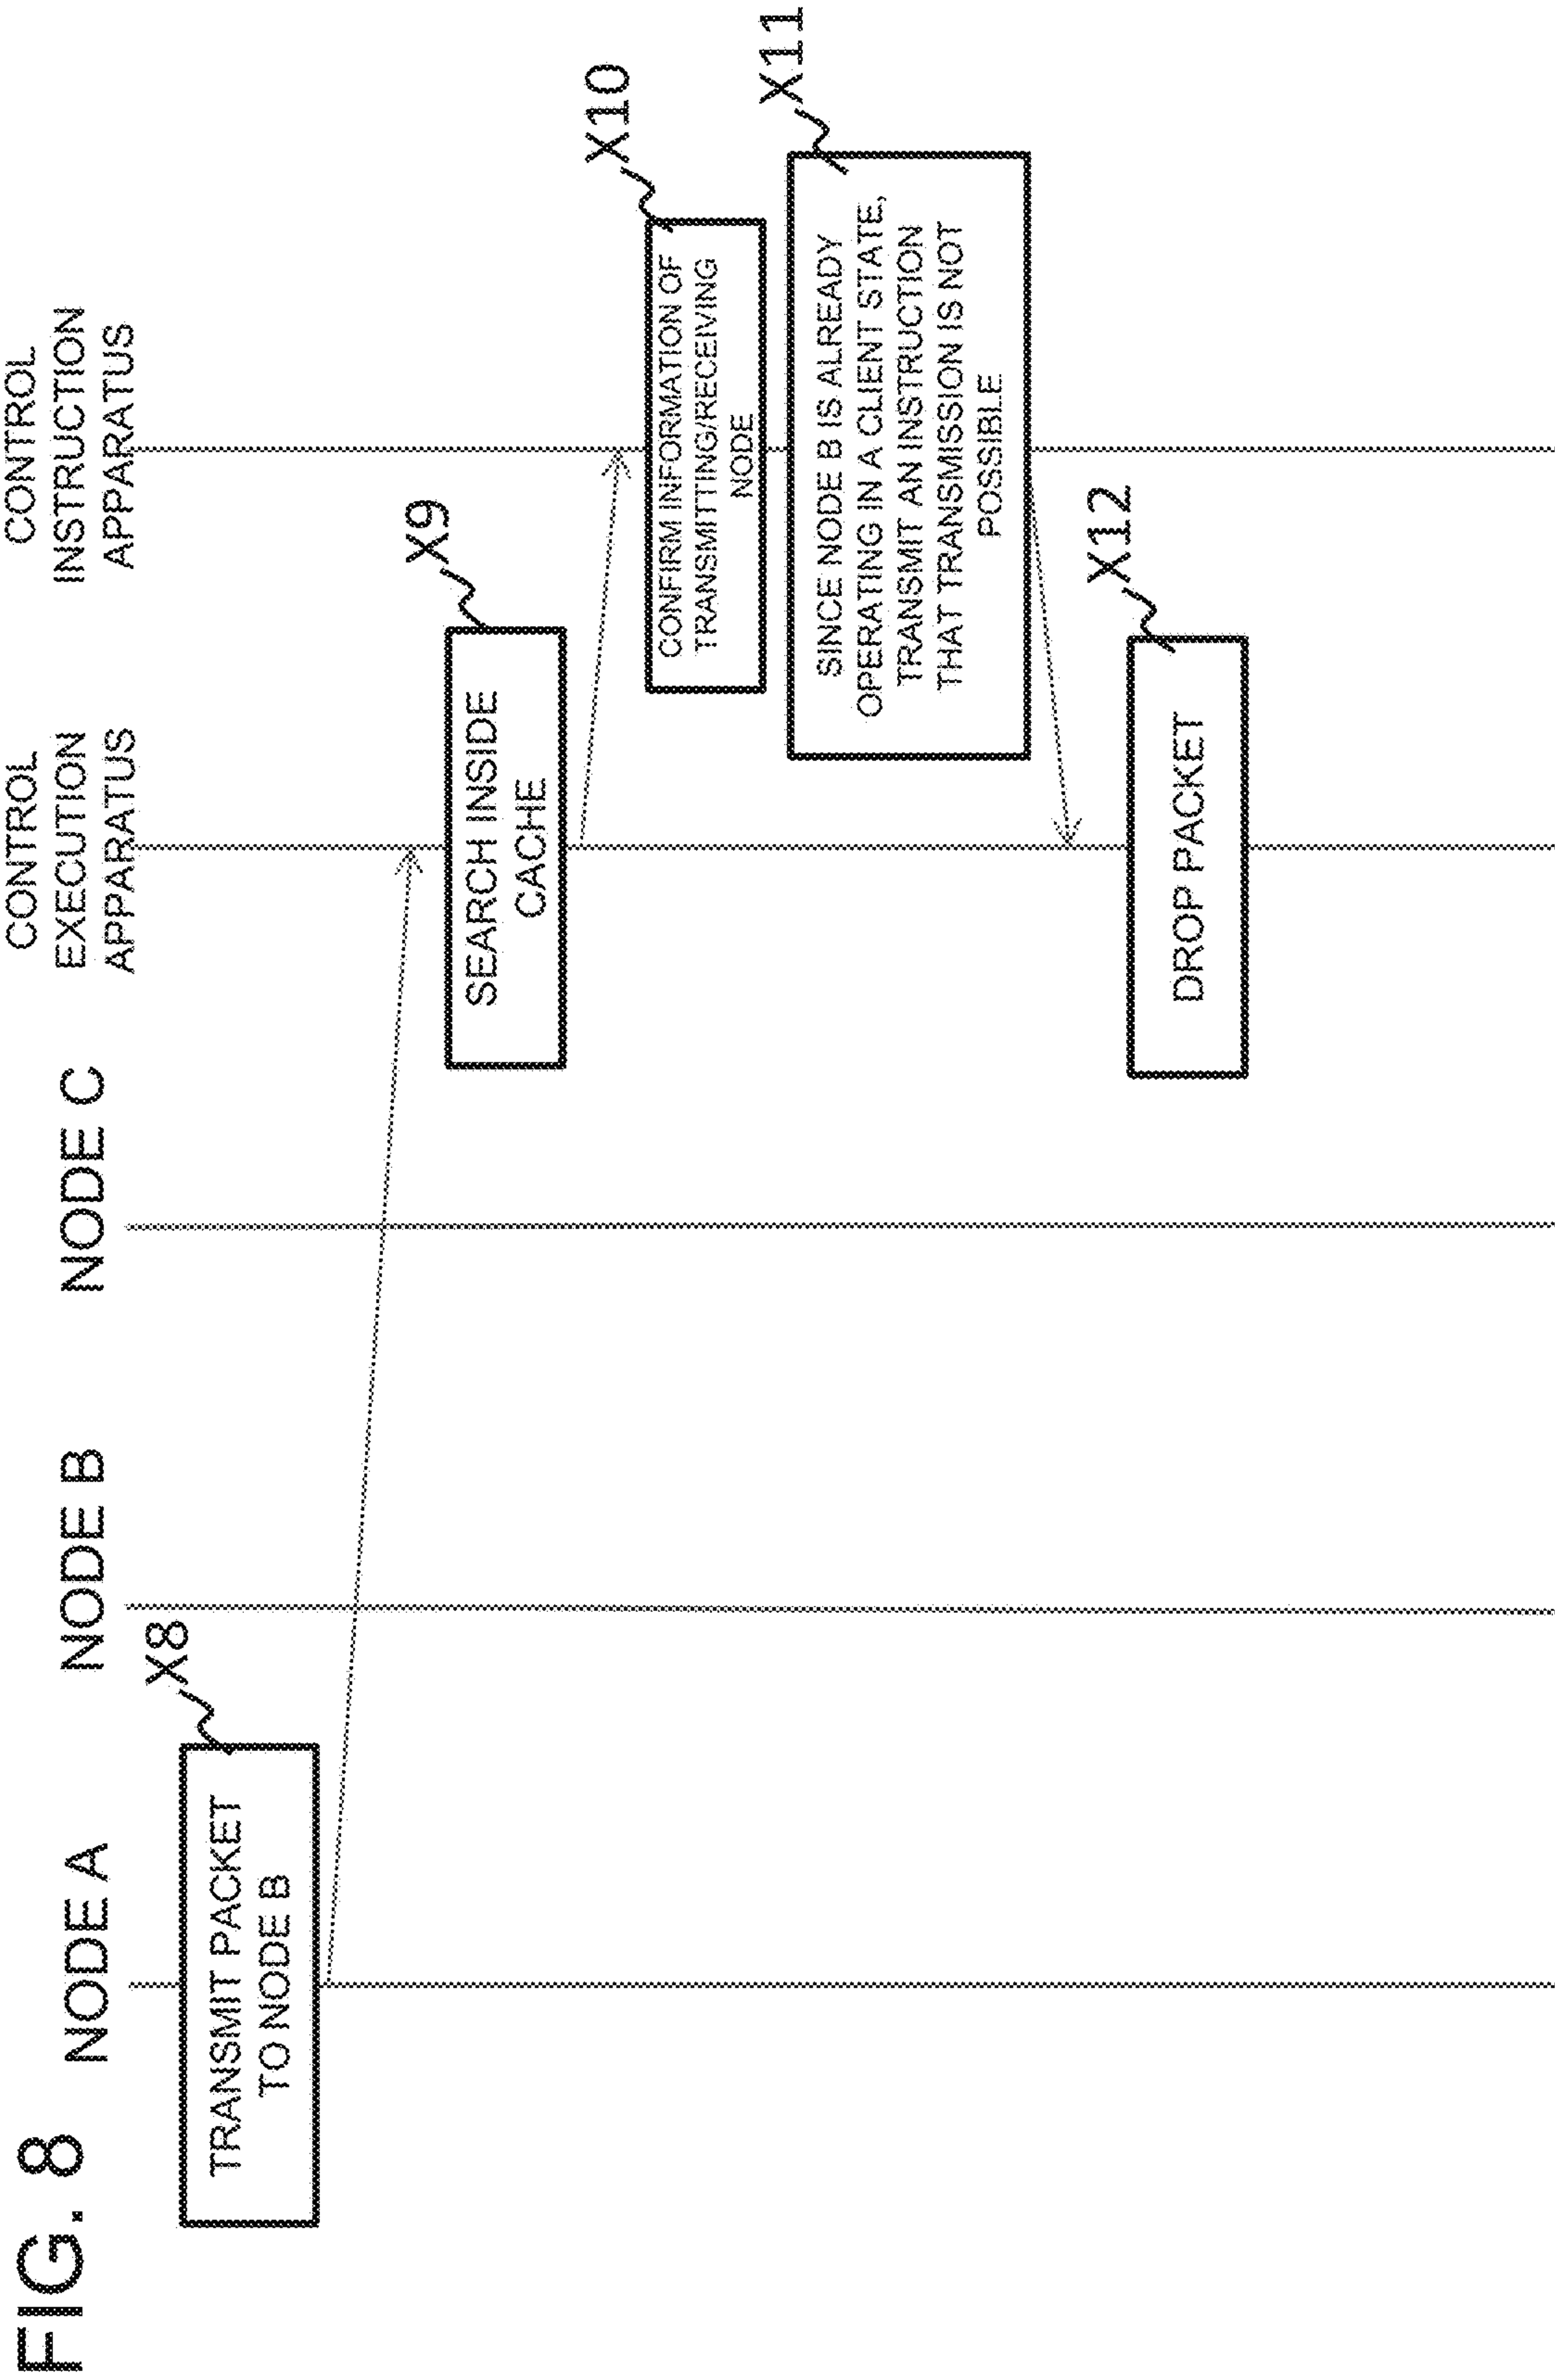 FIG. 8
NODE A
NODE B
NODE C
CONTROL
EXECUTION
APPARATUS
CONTROL
INSTRUCTION
APPARATUS
X8
TRANSMIT PACKET
TO NODE B
X9
SEARCH INSIDE
CACHE
X10
CONFIRM INFORMATION OF
TRANSMITTING/RECEIVING
NODE
X11
SINCE NODE B IS ALREADY
OPERATING IN A CLIENT STATE,
TRANSMIT AN INSTRUCTION
THAT TRANSMISSION IS NOT
POSSIBLE
X12
DROP PACKET